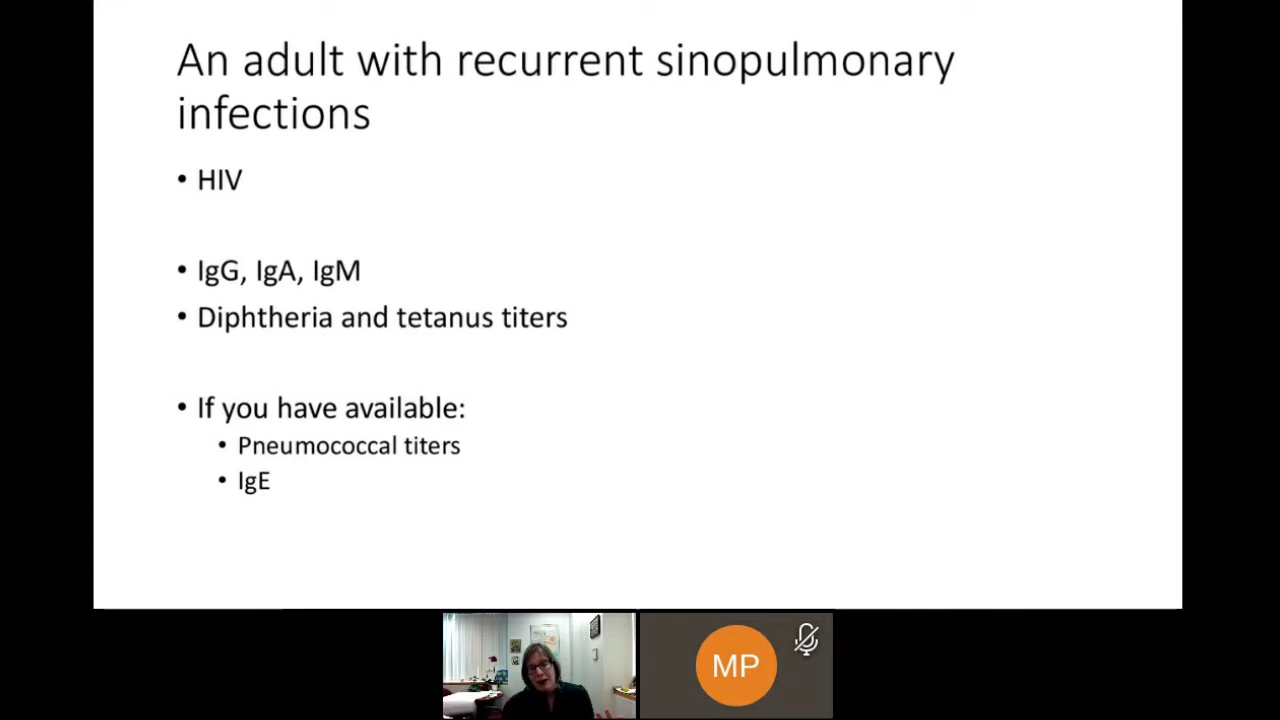 An adult with recurrent sinopulmonary
infections
• HIV
• IgG, IgA, IgM
• Diphtheria and tetanus titers
• If you have available:
• Pneumococcal titers
• IgE
MP